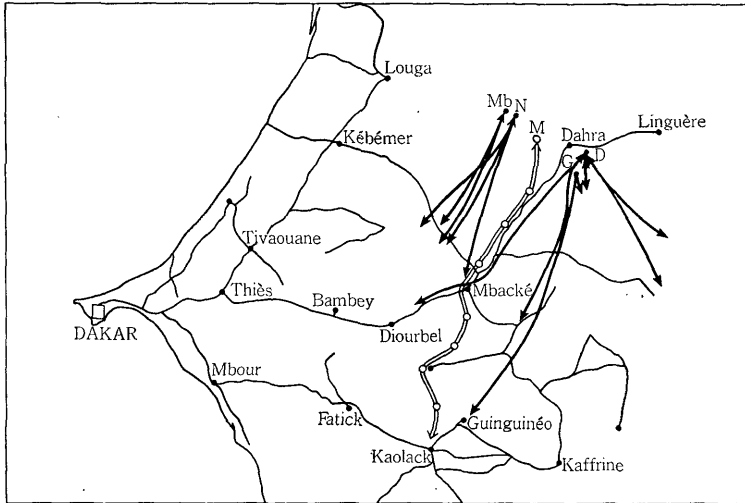 Louga
Mb N
M
Linguère
Dahra
Kébémer
G D
Tivaouane
Thiès
Bambey
Mbacké
DAKAR
Diourbel
Mbour
Fatick
Guinguinéo
Kaolack
Kaffrine